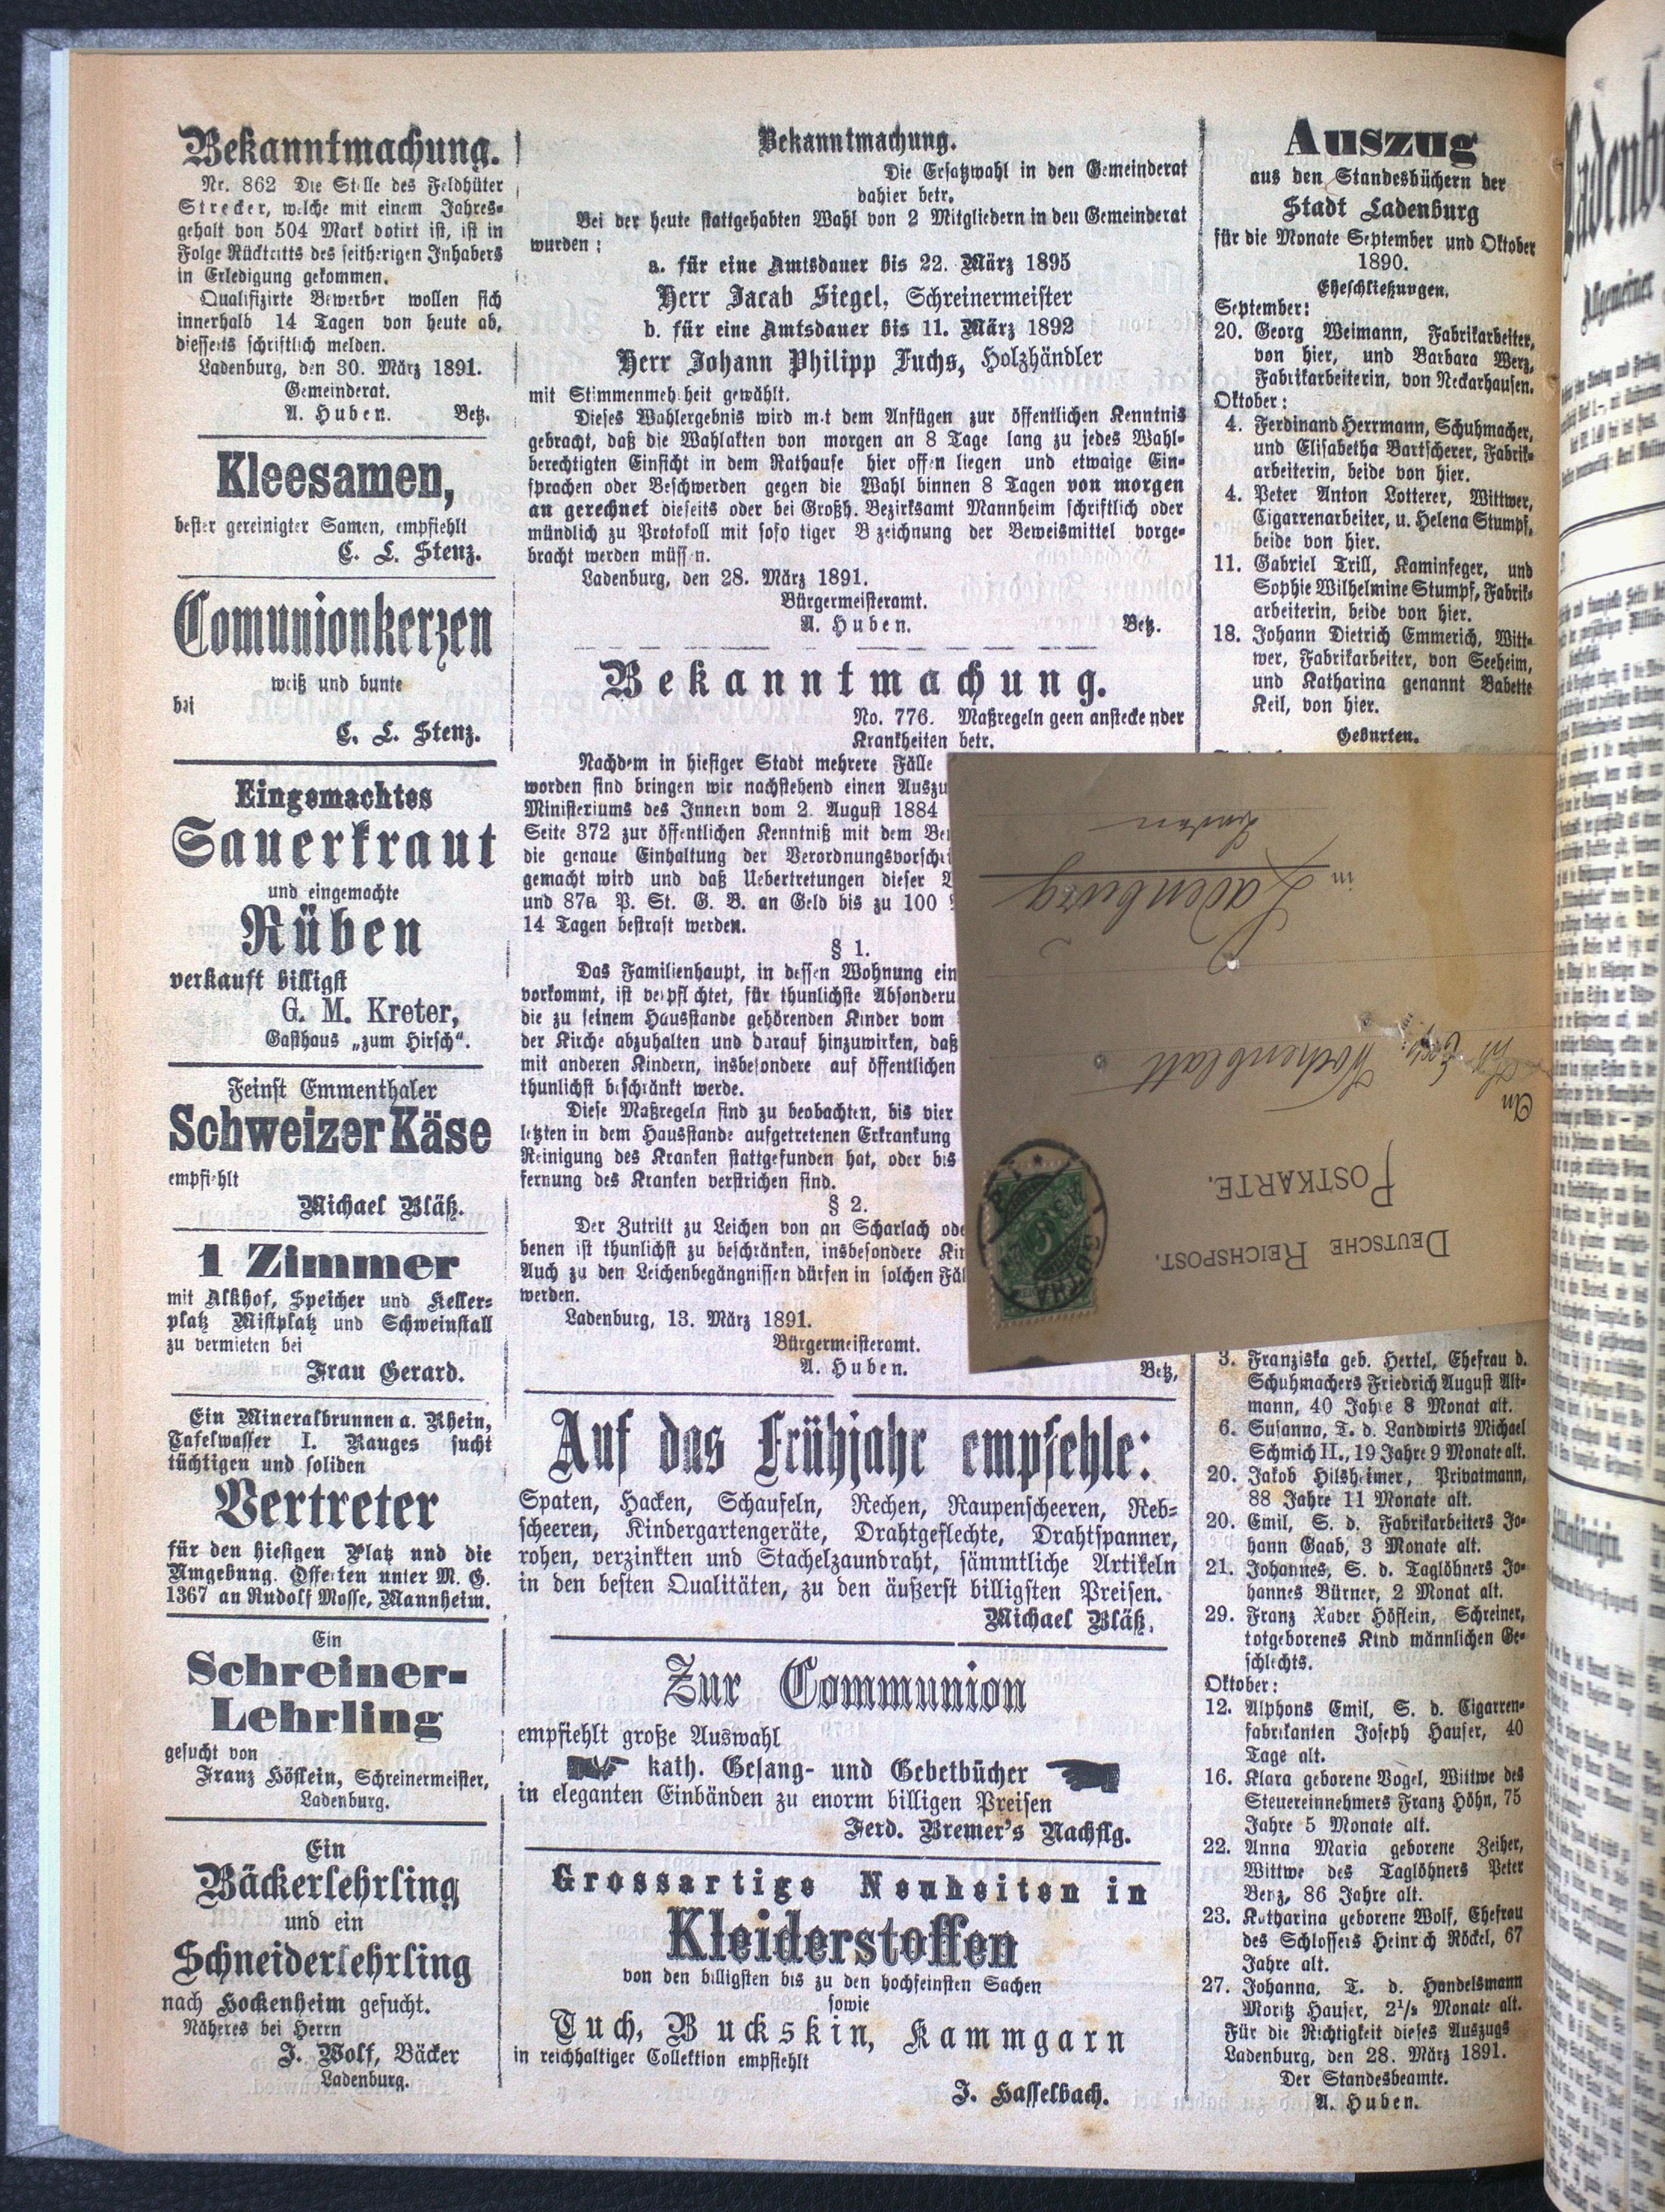 Bekanntmachung.
Nr. 862 Die Stelle des Feldhüter
Strecker, welche mit einem Jahres-
gehalt von 504 Mark dotirt ist, ist in
Folge Rücktritts des seitherigen Inhabers
in Erledigung gekommen.
Qualifizirte Bewerber wollen sich
innerhalb 14 Tagen von heute ab,
diesseits schriftlich melden.
Ladenburg, den 30. März 1891.
Gemeinderat.
A. Huben. Betz.
Kleesamen,
bester gereinigter Samen, empfiehlt
C. L. Stenz.
Comunionkerzen
weiß und bunte
bei
C. L. Stenz.
Eingemachtes
Sauerkraut
und eingemachte
Rüben
verkauft billigst
G. M. Kreter,
Gasthaus „zum Hirsch“.
Feinst Emmenthaler
Schweizer Käse
empfiehlt
Michael Bläß.
1 Zimmer
mit Alkhof, Speicher und Keller-
platz Mistplatz und Schweinstall
zu vermieten bei
Frau Gerard.
Ein Mineralbrunnen a. Rhein,
Tafelwasser I. Ranges sucht
tüchtigen und soliden
Vertreter
für den hiesigen Platz und die
Umgebung. Offerten unter M. G.
1367 an Rudolf Mosse, Mannheim.
Ein
Schreiner-
Lehrling
gesucht von
Franz Höflein, Schreinermeister,
Ladenburg.
Ein
Bäckerlehrling
und ein
Schneiderlehrling
nach Hockenheim gesucht.
Näheres bei Herrn
J. Wolf, Bäcker
Ladenburg.
Bekanntmachung.
Die Ersatzwahl in den Gemeinderat
dahier betr.
Bei der heute stattgehabten Wahl von 2 Mitgliedern in den Gemeinderat
wurden:
a. für eine Amtsdauer bis 22. März 1895
Herr Jacab Siegel, Schreinermeister
b. für eine Amtsdauer bis 11. März 1892
Herr Johann Philipp Fuchs, Holzhändler
mit Stimmenmehrheit gewählt.
Dieses Wahlergebnis wird mit dem Anfügen zur öffentlichen Kenntnis
gebracht, daß die Wahlakten von morgen an 8 Tage lang zu jedes Wahl-
berechtigten Einsicht in dem Rathause hier offen liegen und etwaige Ein-
sprachen oder Beschwerden gegen die Wahl binnen 8 Tagen von morgen
an gerechnet dieseits oder bei Großh. Bezirksamt Mannheim schriftlich oder
mündlich zu Protokoll mit sofortiger Bezeichnung der Beweismittel vorge-
bracht werden müssen.
Ladenburg, den 28. März 1891.
Bürgermeisteramt.
A. Huben. Betz.
Bekanntmachung.
No. 776. Maßregeln geen ansteckender
Krankheiten betr.
Nachdem in hiesiger Stadt mehrere Fälle
worden sind bringen wir nachstehend einen Auszu
Ministeriums des Innern vom 2. August 1884
Seite 372 zur öffentlichen Kenntniß mit dem Be
die genaue Einhaltung der Verordnungsvorschri
gemacht wird und daß Uebertretungen dieser
und 87a P. St. G. B. an Geld bis zu 100
14 Tagen bestraft werden.
§ 1.
Das Familienhaupt, in dessen Wohnung ein
vorkommt, ist verpflichtet, für thunlichste Absonderu
die zu seinem Hausstande gehörenden Kinder vom
der Kirche abzuhalten und darauf hinzuwirken, daß
mit anderen Kindern, insbesondere auf öffentlichen
thunlichst beschränkt werde.
Diese Maßregeln sind zu beobachten, bis vier
letzten in dem Hausstande aufgetretenen Erkrankung
Reinigung des Kranken stattgefunden hat, oder bis
fernung des Kranken verstrichen sind.
§ 2.
Der Zutritt zu Leichen von an Scharlach ode
benen ist thunlichst zu beschränken, insbesondere Kin
Auch zu den Leichenbegängnissen dürfen in solchen Fäl
werden.
Ladenburg, 13. März 1891.
Bürgermeisteramt.
A. Huben. Betz,
Auf das Frühjahr empfehle:
Spaten, Hacken, Schaufeln, Rechen, Raupenscheeren, Reb-
scheeren, Kindergartengeräte, Drahtgeflechte, Drahtspanner,
rohen, verzinkten und Stachelzaundraht, sämmtliche Artikeln
in den besten Qualitäten, zu den äußerst billigsten Preisen.
Michael Bläß.
Zur Communion
empfiehlt große Auswahl
kath. Gesang- und Gebetbücher
in eleganten Einbänden zu enorm billigen Preisen
Ferd. Bremer's Nachflg.
Grossartige Neuheiten in
Kleiderstoffen
von den billigsten bis zu den hochfeinsten Sachen
sowie
Tuch, Buckskin, Kammgarn
in reichhaltiger Collektion empfiehlt
J. Hasselbach.
Auszug
aus den Standesbüchern der
Stadt Ladenburg
für die Monate September und Oktober
1890.
Eheschließungen.
September:
20. Georg Weimann, Fabrikarbeiter,
von hier, und Barbara Werz,
Fabrikarbeiterin, von Neckarhausen.
Oktober:
4. Ferdinand Herrmann, Schuhmacher,
und Elisabetha Bartscherer, Fabrik-
arbeiterin, beide von hier.
4. Peter Anton Lotterer, Wittwer,
Cigarrenarbeiter, u. Helena Stumpf,
beide von hier.
11. Gabriel Trill, Kaminfeger, und
Sophie Wilhelmine Stumpf, Fabrik-
arbeiterin, beide von hier.
18. Johann Dietrich Emmerich, Witt-
wer, Fabrikarbeiter, von Seeheim,
und Katharina genannt Babette
Keil, von hier.
Geburten.
DEUTSCHE REICHSPOST.
POSTKARTE.
An
Wochenblatt
in Ladenburg
Baden
GOTHA
3. Franziska geb. Hertel, Ehefrau d.
Schuhmachers Friedrich August Alt-
mann, 40 Jahre 8 Monat alt.
6. Susanna, T. d. Landwirts Michael
Schmich II., 19 Jahre 9 Monate alt.
20. Jakob Hilsheimer, Privatmann,
88 Jahre 11 Monate alt.
20. Emil, S. d. Fabrikarbeiters Jo-
hann Gaab, 3 Monate alt.
21. Johannes, S. d. Taglöhners Jo-
hannes Bürner, 2 Monat alt.
29. Franz Xaver Höflein, Schreiner,
totgeborenes Kind männlichen Ge-
schlechts.
Oktober:
12. Alphons Emil, S. d. Cigarren-
fabrikanten Joseph Hauser, 40
Tage alt.
16. Klara geborene Vogel, Wittwe des
Steuereinnehmers Franz Höhn, 75
Jahre 5 Monate alt.
22. Anna Maria geborene Zeiher,
Wittwe des Taglöhners Peter
Benz, 86 Jahre alt.
23. Katharina geborene Wolf, Ehefrau
des Schlossers Heinrich Röckel, 67
Jahre alt.
27. Johanna, T. d. Handelsmann
Moritz Hauser, 2½ Monate alt.
Für die Richtigkeit dieses Auszugs
Ladenburg, den 28. März 1891.
Der Standesbeamte.
A. Huben.
Ladenb
Allgemeiner